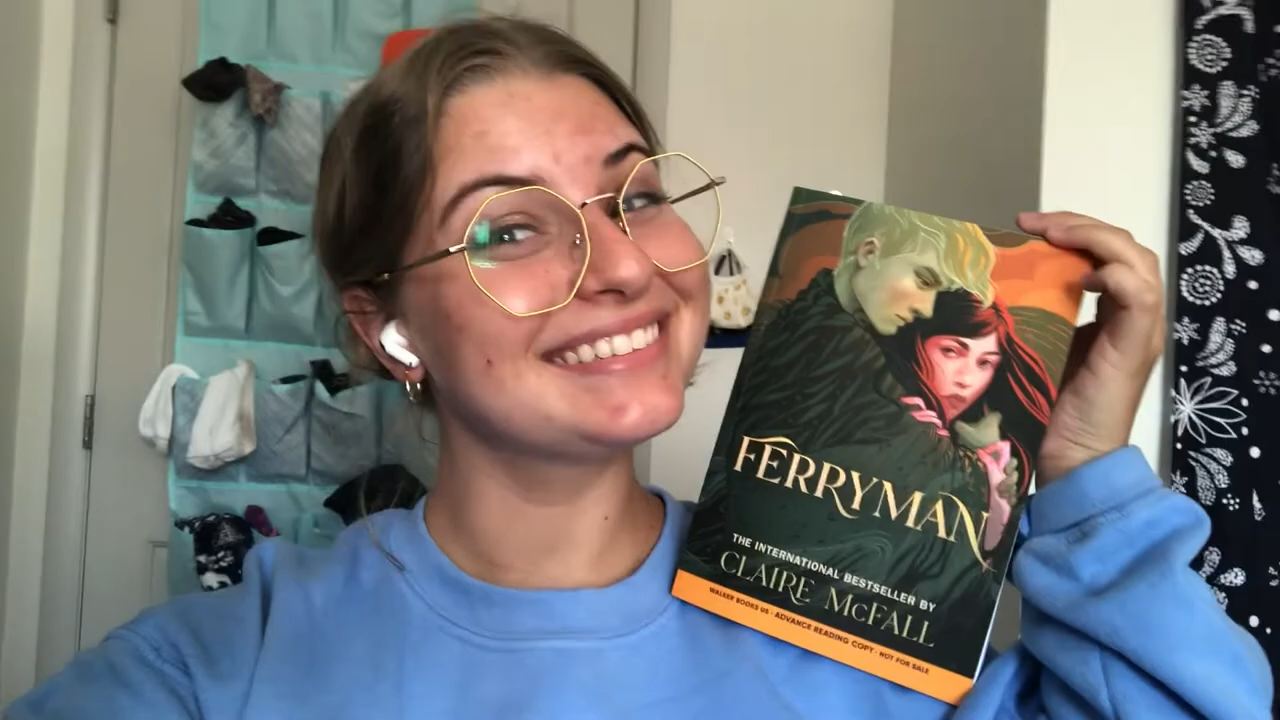 FERRYMAN
THE INTERNATIONAL BESTSELLER BY
CLAIRE McFALL
WALKER BOOKS US · ADVANCE READING COPY · NOT FOR SALE